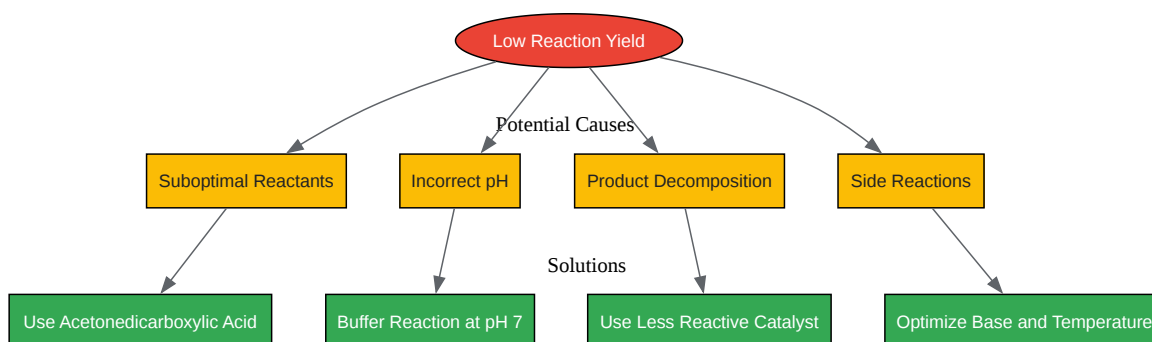 Low Reaction Yield
Potential Causes
Suboptimal Reactants
Incorrect pH
Product Decomposition
Side Reactions
Solutions
Use Acetonedicarboxylic Acid
Buffer Reaction at pH 7
Use Less Reactive Catalyst
Optimize Base and Temperature